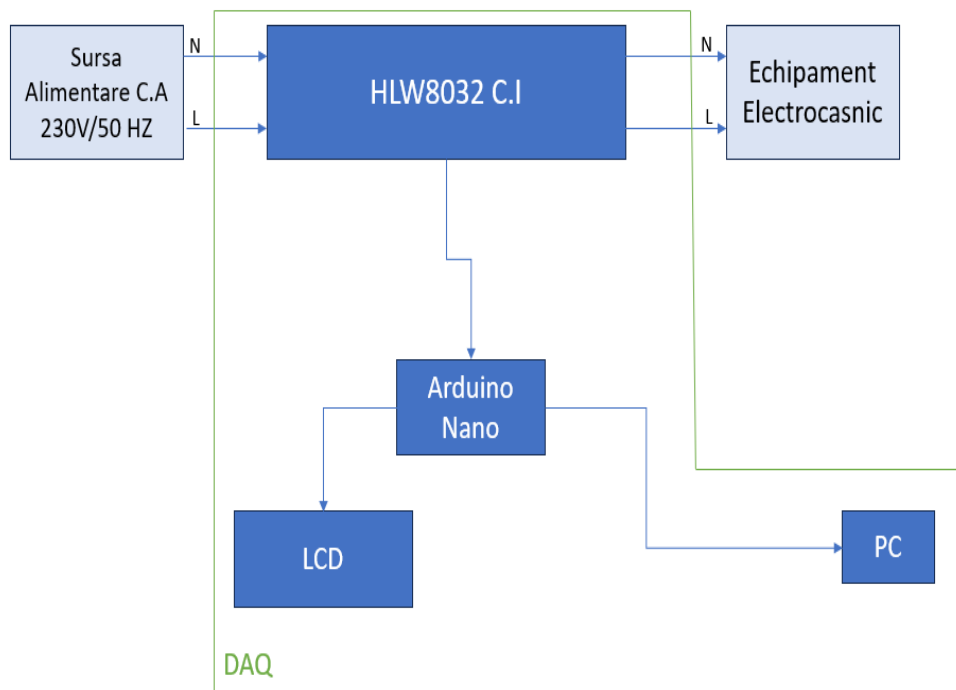 Sursa
Alimentare C.A
230V/50 HZ
N
L
HLW8032 C.I
N
L
Echipament
Electrocasnic
Arduino
Nano
LCD
PC
DAQ